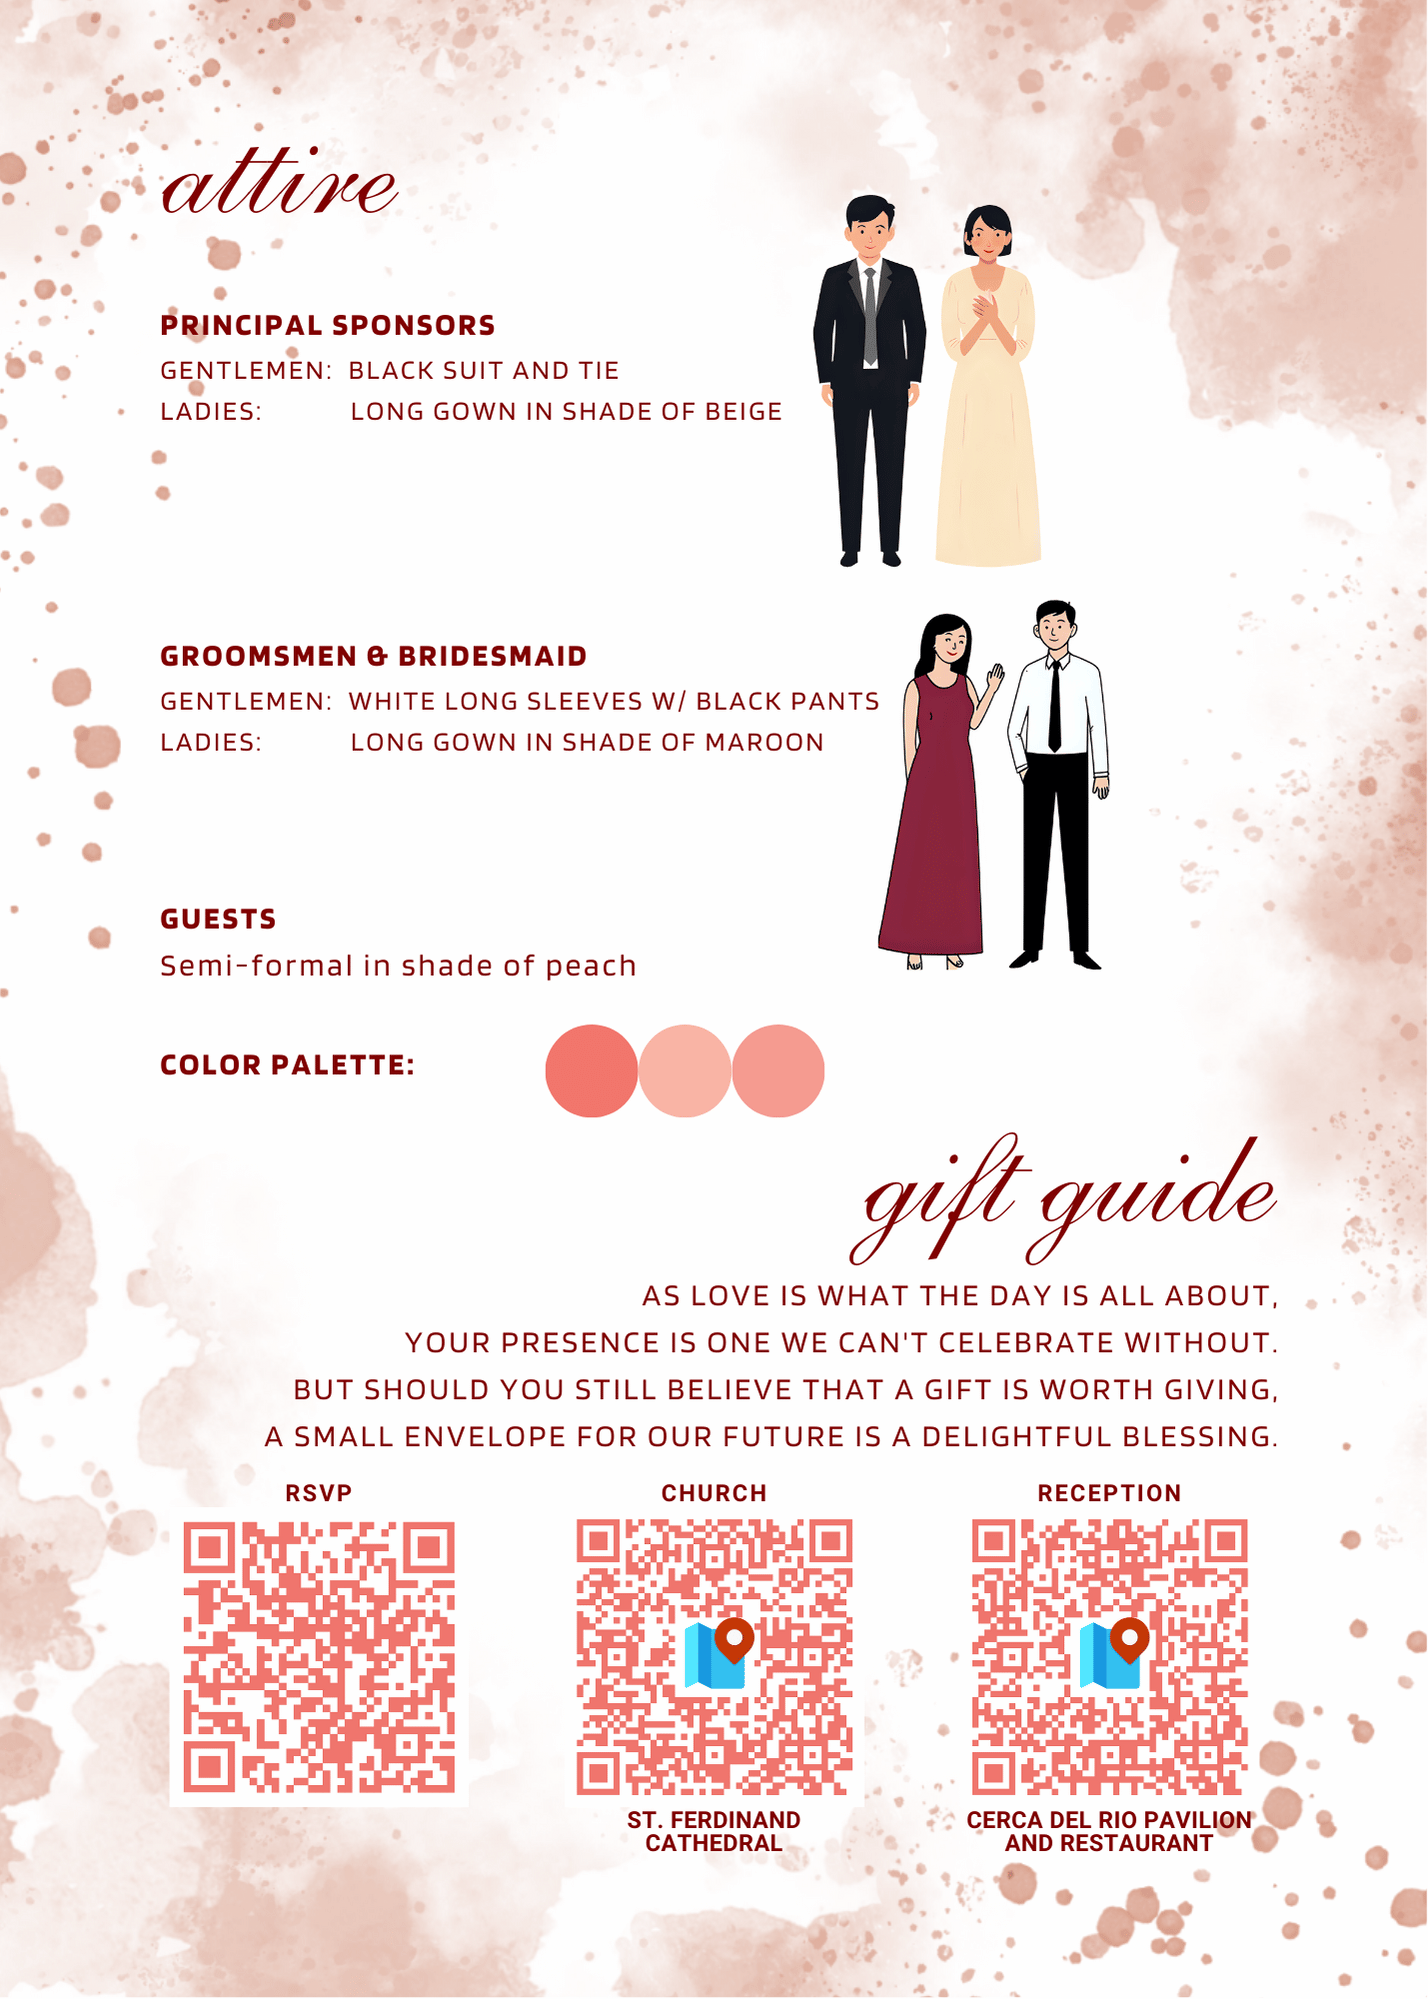 attire
PRINCIPAL SPONSORS
GENTLEMEN: BLACK SUIT AND TIE
LADIES: LONG GOWN IN SHADE OF BEIGE
GROOMSMEN & BRIDESMAID
GENTLEMEN: WHITE LONG SLEEVES W/ BLACK PANTS
LADIES: LONG GOWN IN SHADE OF MAROON
GUESTS
Semi-formal in shade of peach
COLOR PALETTE:
gift guide
AS LOVE IS WHAT THE DAY IS ALL ABOUT,
YOUR PRESENCE IS ONE WE CAN'T CELEBRATE WITHOUT.
BUT SHOULD YOU STILL BELIEVE THAT A GIFT IS WORTH GIVING,
A SMALL ENVELOPE FOR OUR FUTURE IS A DELIGHTFUL BLESSING.
RSVP
CHURCH
ST. FERDINAND
CATHEDRAL
RECEPTION
CERCA DEL RIO PAVILION
AND RESTAURANT